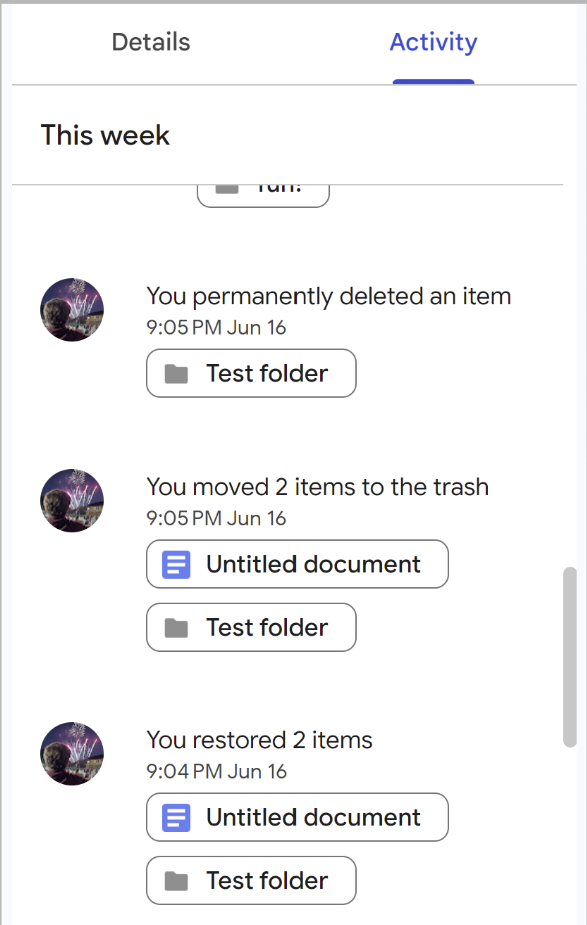 Details
Activity
This week
You permanently deleted an item
9:05 PM Jun 16
Test folder
You moved 2 items to the trash
9:05 PM Jun 16
Untitled document
Test folder
You restored 2 items
9:04 PM Jun 16
Untitled document
Test folder